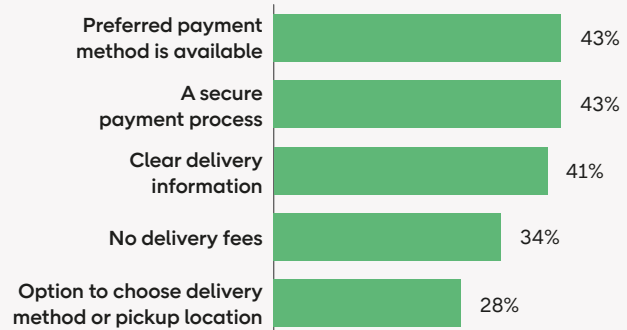 Preferred payment
method is available
43%
A secure
payment process
43%
Clear delivery
information
41%
No delivery fees
34%
Option to choose delivery
method or pickup location
28%